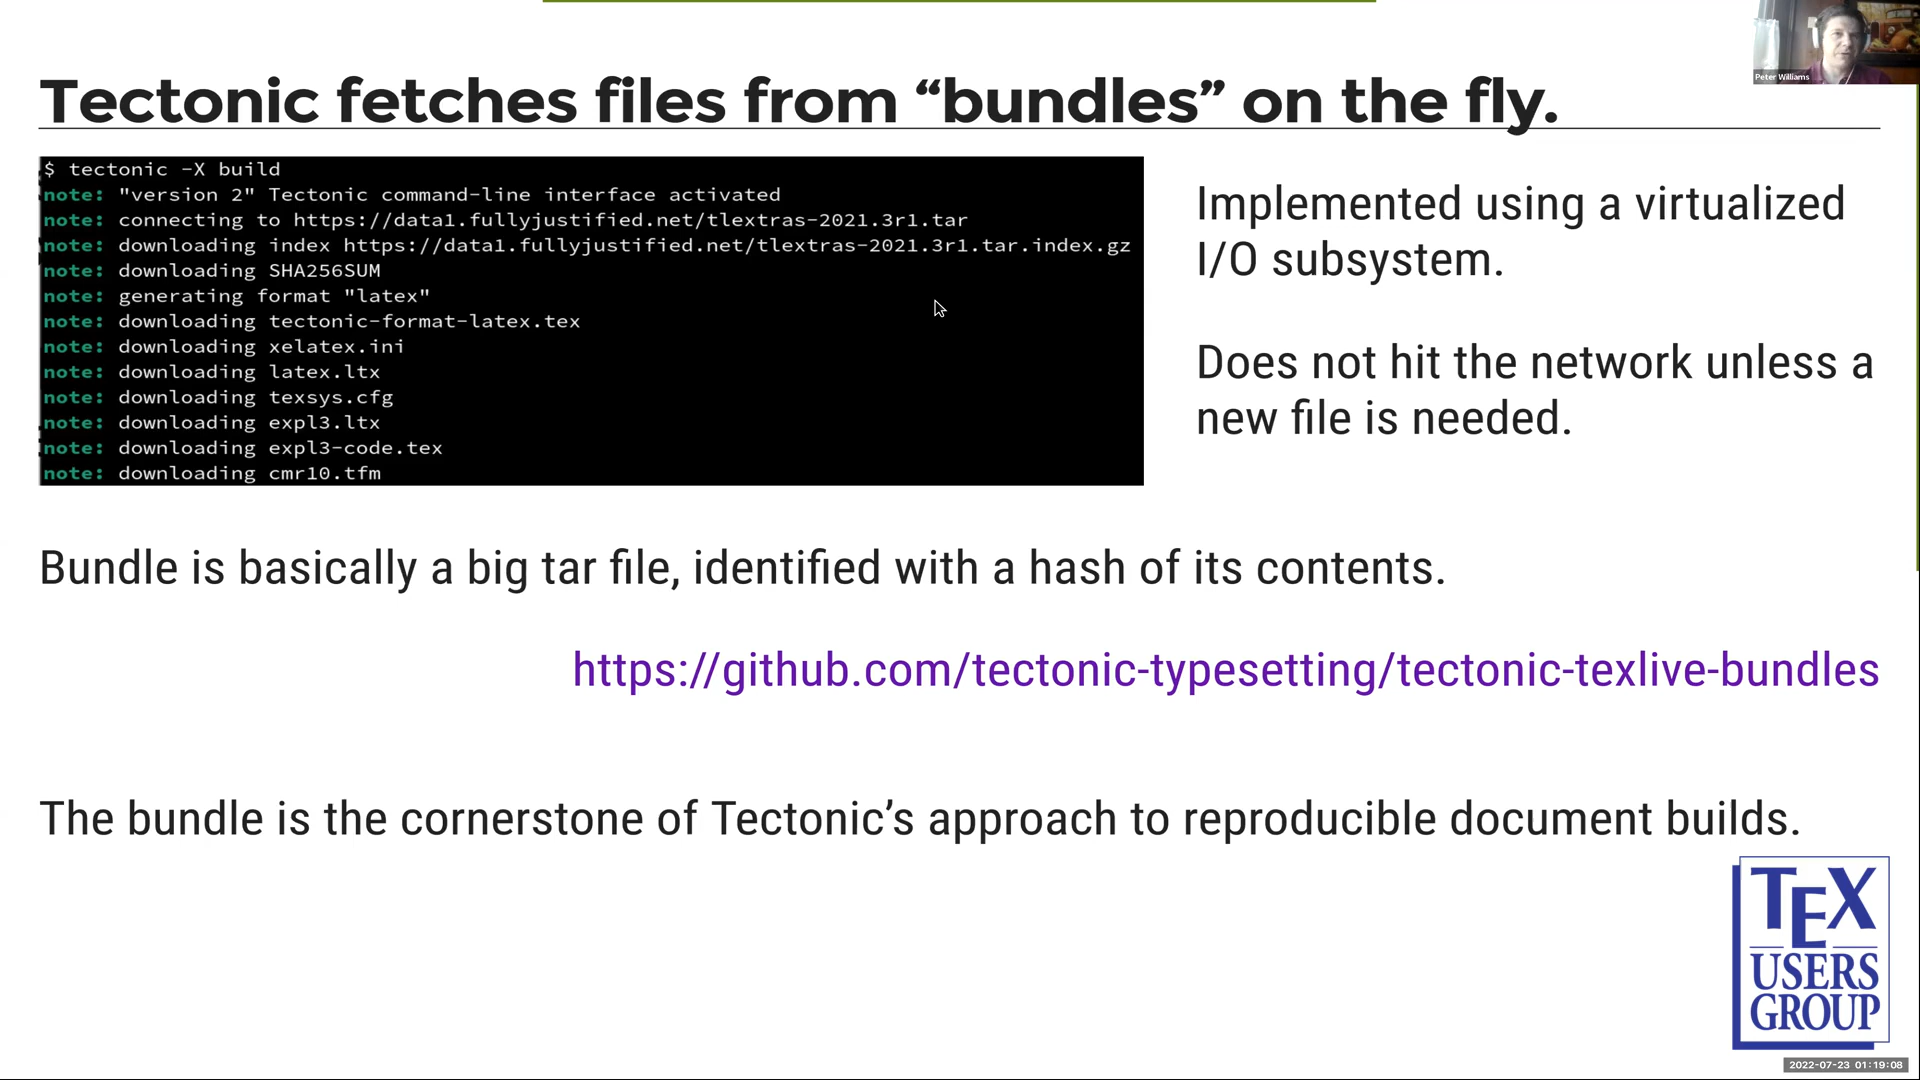 Peter Williams
Tectonic fetches files from “bundles” on the fly.
$ tectonic -X build
note: "version 2" Tectonic command-line interface activated
note: connecting to https://data1.fullyjustified.net/tlextras-2021.3r1.tar
note: downloading index https://data1.fullyjustified.net/tlextras-2021.3r1.tar.index.gz
note: downloading SHA256SUM
note: generating format "latex"
note: downloading tectonic-format-latex.tex
note: downloading xelatex.ini
note: downloading latex.ltx
note: downloading texsys.cfg
note: downloading expl3.ltx
note: downloading expl3-code.tex
note: downloading cmr10.tfm
Implemented using a virtualized
I/O subsystem.
Does not hit the network unless a
new file is needed.
Bundle is basically a big tar file, identified with a hash of its contents.
https://github.com/tectonic-typesetting/tectonic-texlive-bundles
The bundle is the cornerstone of Tectonic’s approach to reproducible document builds.
TEX
USERS
GROUP
2022-07-23 01:19:08